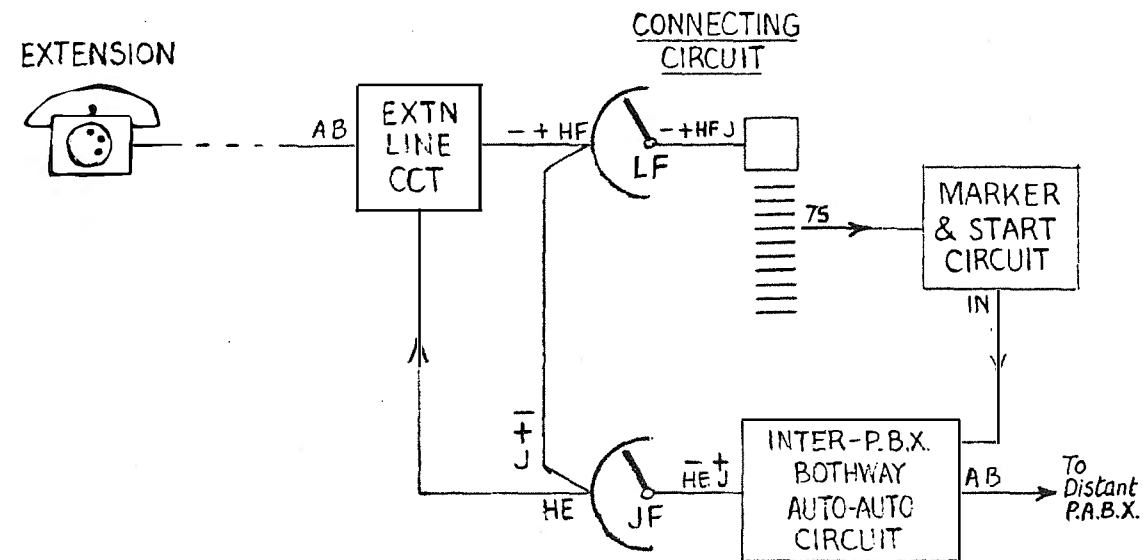 CONNECTING
CIRCUIT
EXTENSION
AB
EXTN
LINE
CCT
- + HF
LF
- + HF J
75
MARKER
& START
CIRCUIT
IN
- + J
HE
JF
- +
HE J
INTER-P.B.X.
BOTHWAY
AUTO-AUTO
CIRCUIT
AB
To
Distant
P.A.B.X.